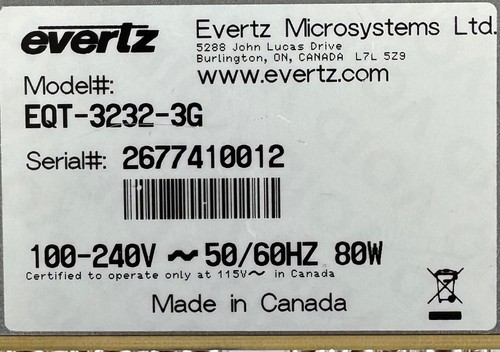 evertz
Evertz Microsystems Ltd.
5288 John Lucas Drive
Burlington, ON, CANADA L7L 5Z9
www.evertz.com
Model#:
EQT-3232-3G
Serial#: 2677410012
100-240V ~ 50/60HZ 80W
Certified to operate only at 115V~ in Canada
Made in Canada